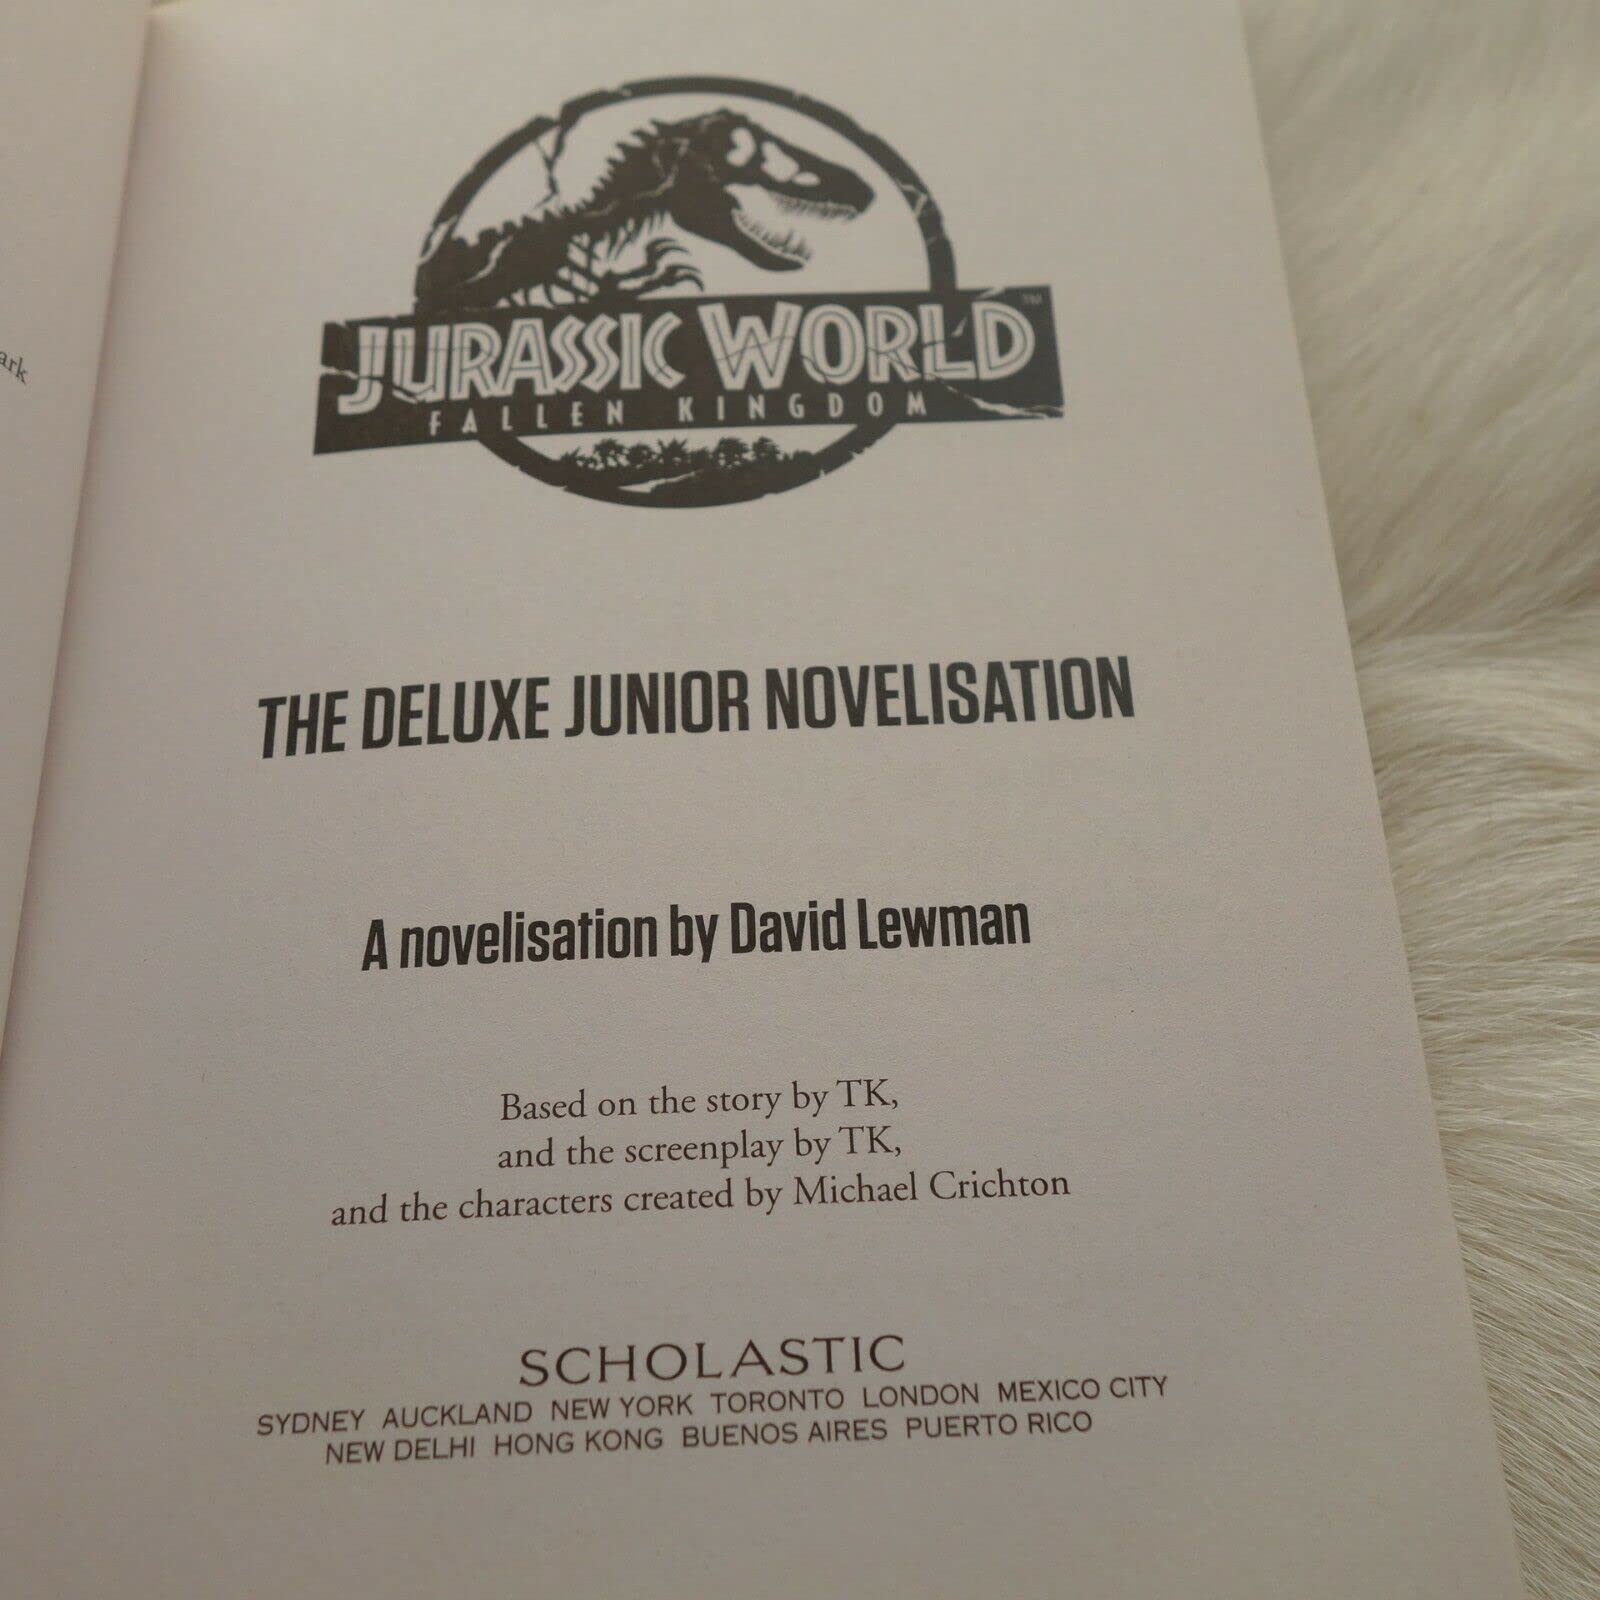 ark
JURASSIC WORLD™
FALLEN KINGDOM
THE DELUXE JUNIOR NOVELISATION
A novelisation by David Lewman
Based on the story by TK,
and the screenplay by TK,
and the characters created by Michael Crichton
SCHOLASTIC
SYDNEY AUCKLAND NEW YORK TORONTO LONDON MEXICO CITY
NEW DELHI HONG KONG BUENOS AIRES PUERTO RICO